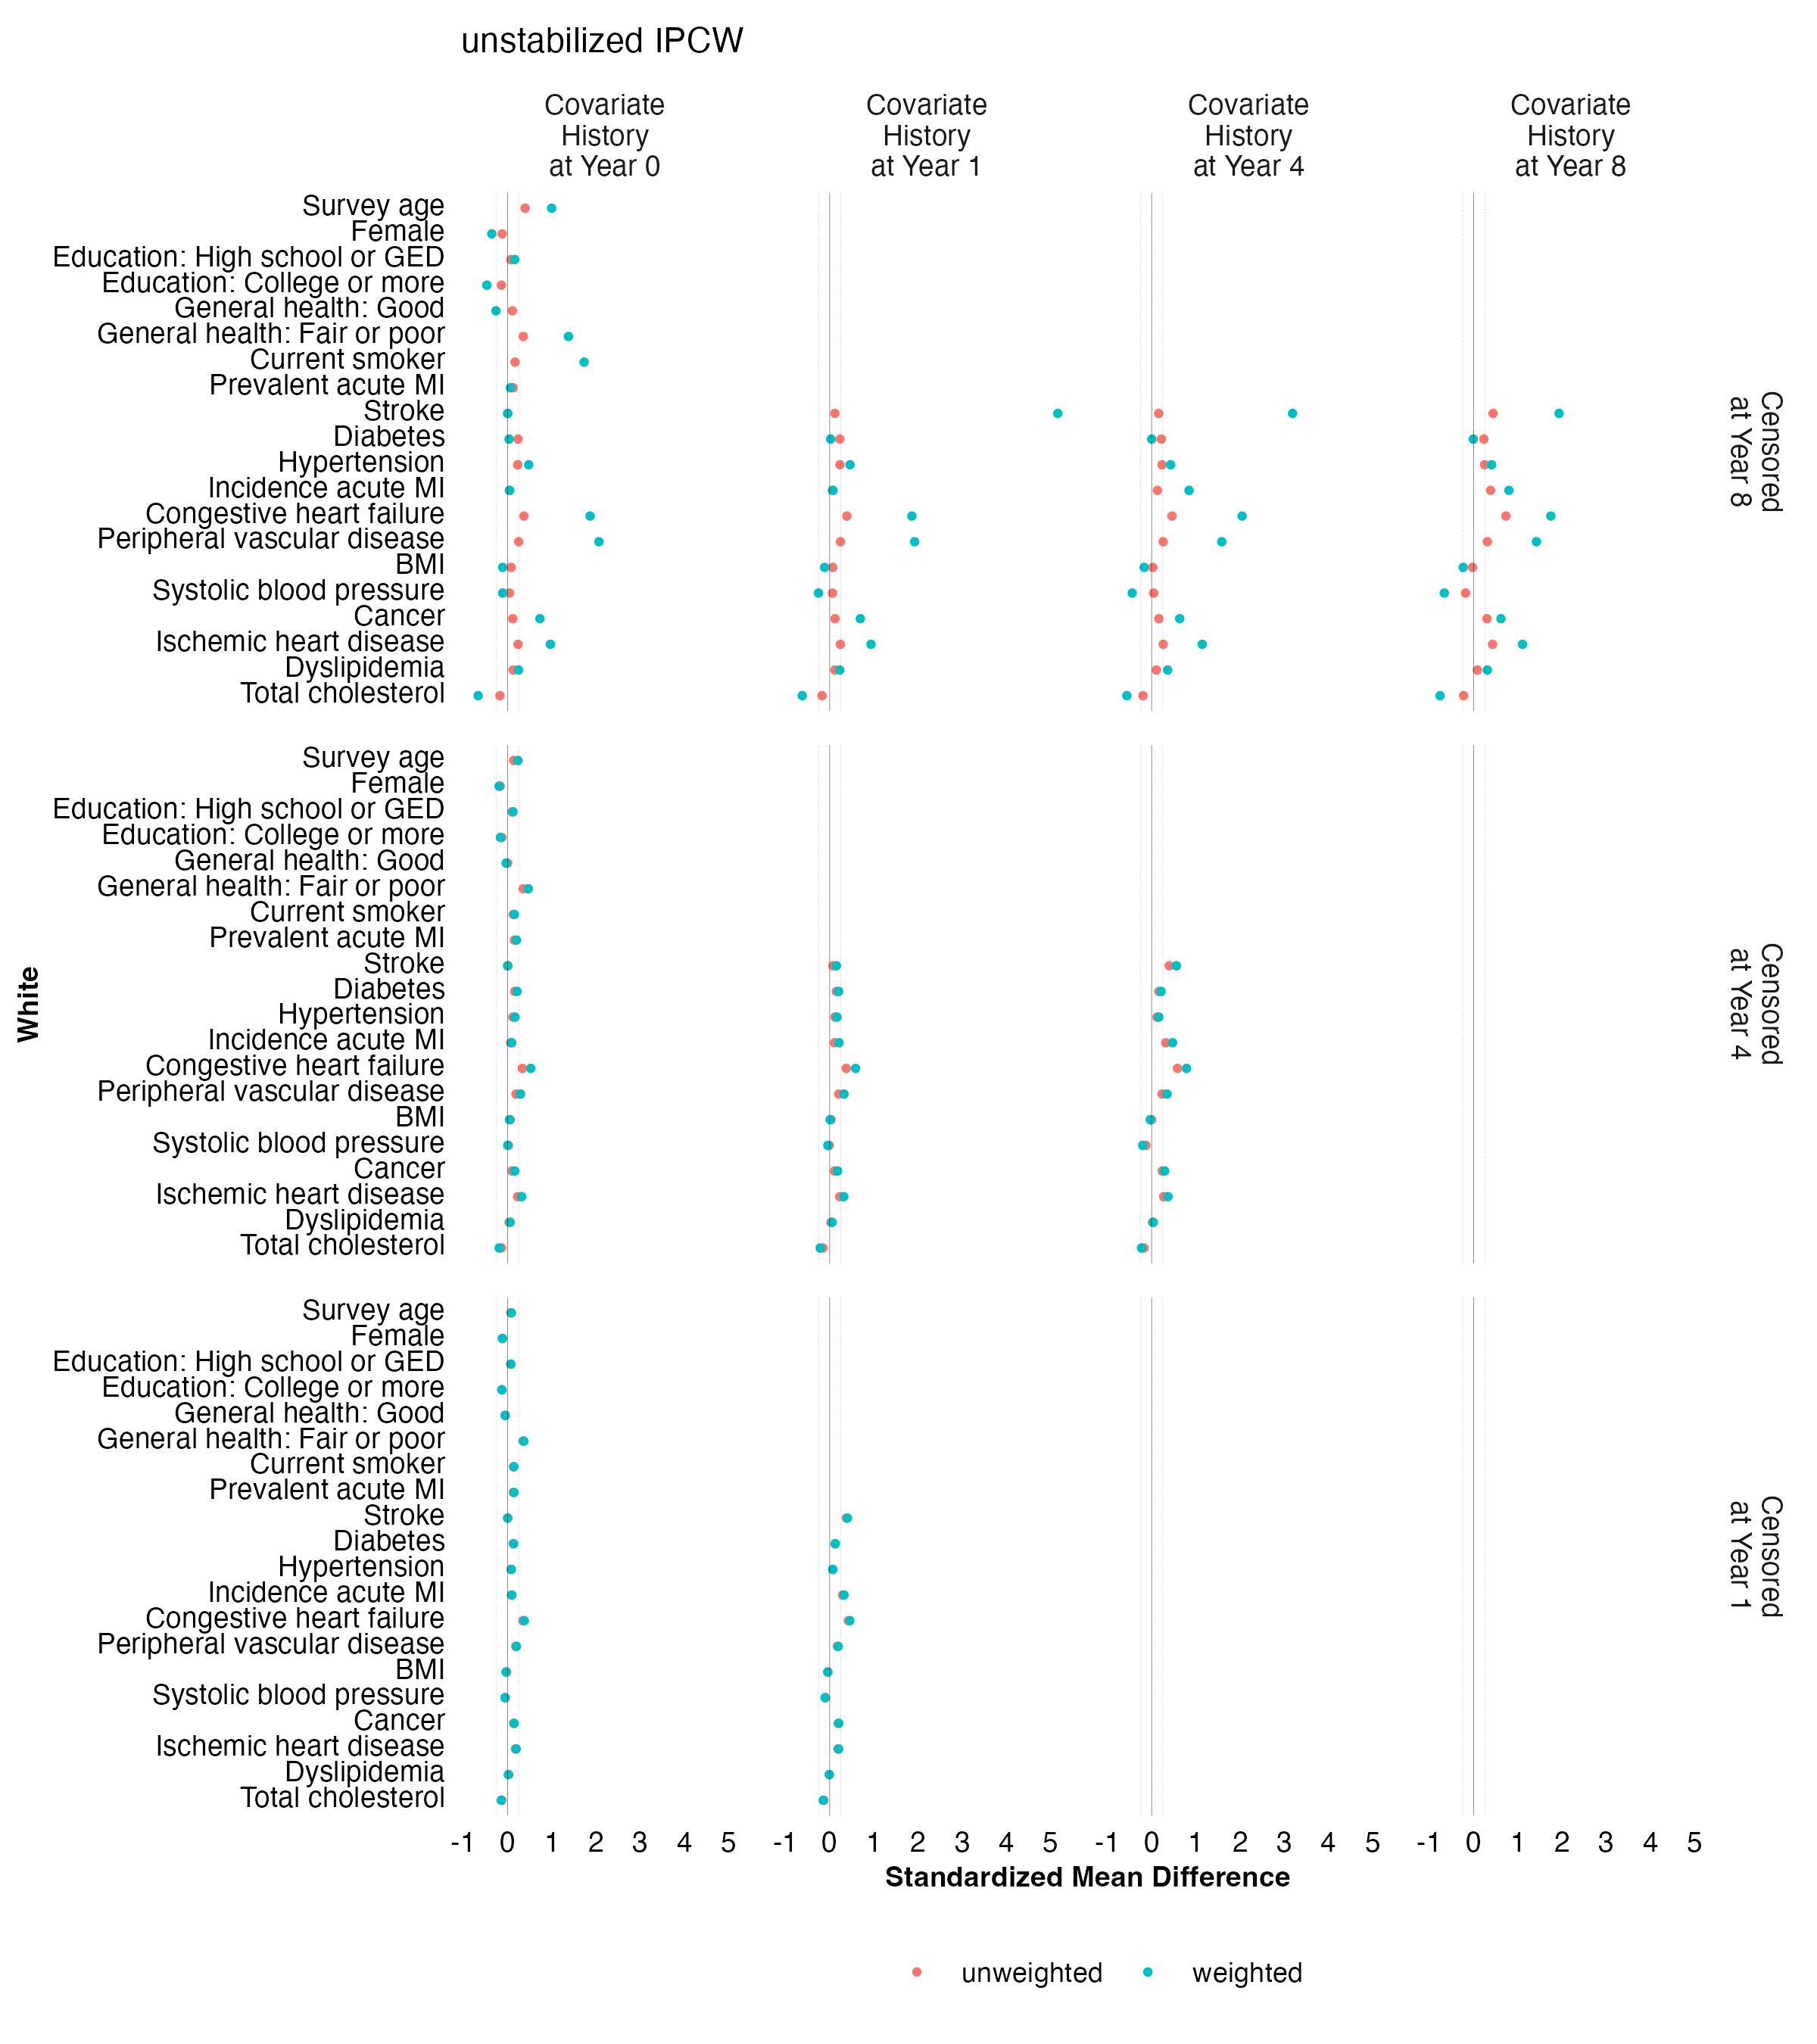 unstabilized IPCW
Covariate
History
at Year 0
Covariate
History
at Year 1
Covariate
History
at Year 4
Covariate
History
at Year 8
White
Survey age
Female
Education: High school or GED
Education: College or more
General health: Good
General health: Fair or poor
Current smoker
Prevalent acute MI
Stroke
Diabetes
Hypertension
Incidence acute MI
Congestive heart failure
Peripheral vascular disease
BMI
Systolic blood pressure
Cancer
Ischemic heart disease
Dyslipidemia
Total cholesterol
Censored
at Year 8
Survey age
Female
Education: High school or GED
Education: College or more
General health: Good
General health: Fair or poor
Current smoker
Prevalent acute MI
Stroke
Diabetes
Hypertension
Incidence acute MI
Congestive heart failure
Peripheral vascular disease
BMI
Systolic blood pressure
Cancer
Ischemic heart disease
Dyslipidemia
Total cholesterol
Censored
at Year 4
Survey age
Female
Education: High school or GED
Education: College or more
General health: Good
General health: Fair or poor
Current smoker
Prevalent acute MI
Stroke
Diabetes
Hypertension
Incidence acute MI
Congestive heart failure
Peripheral vascular disease
BMI
Systolic blood pressure
Cancer
Ischemic heart disease
Dyslipidemia
Total cholesterol
Censored
at Year 1
-1 0 1 2 3 4 5 -1 0 1 2 3 4 5 -1 0 1 2 3 4 5 -1 0 1 2 3 4 5
Standardized Mean Difference
unweighted weighted